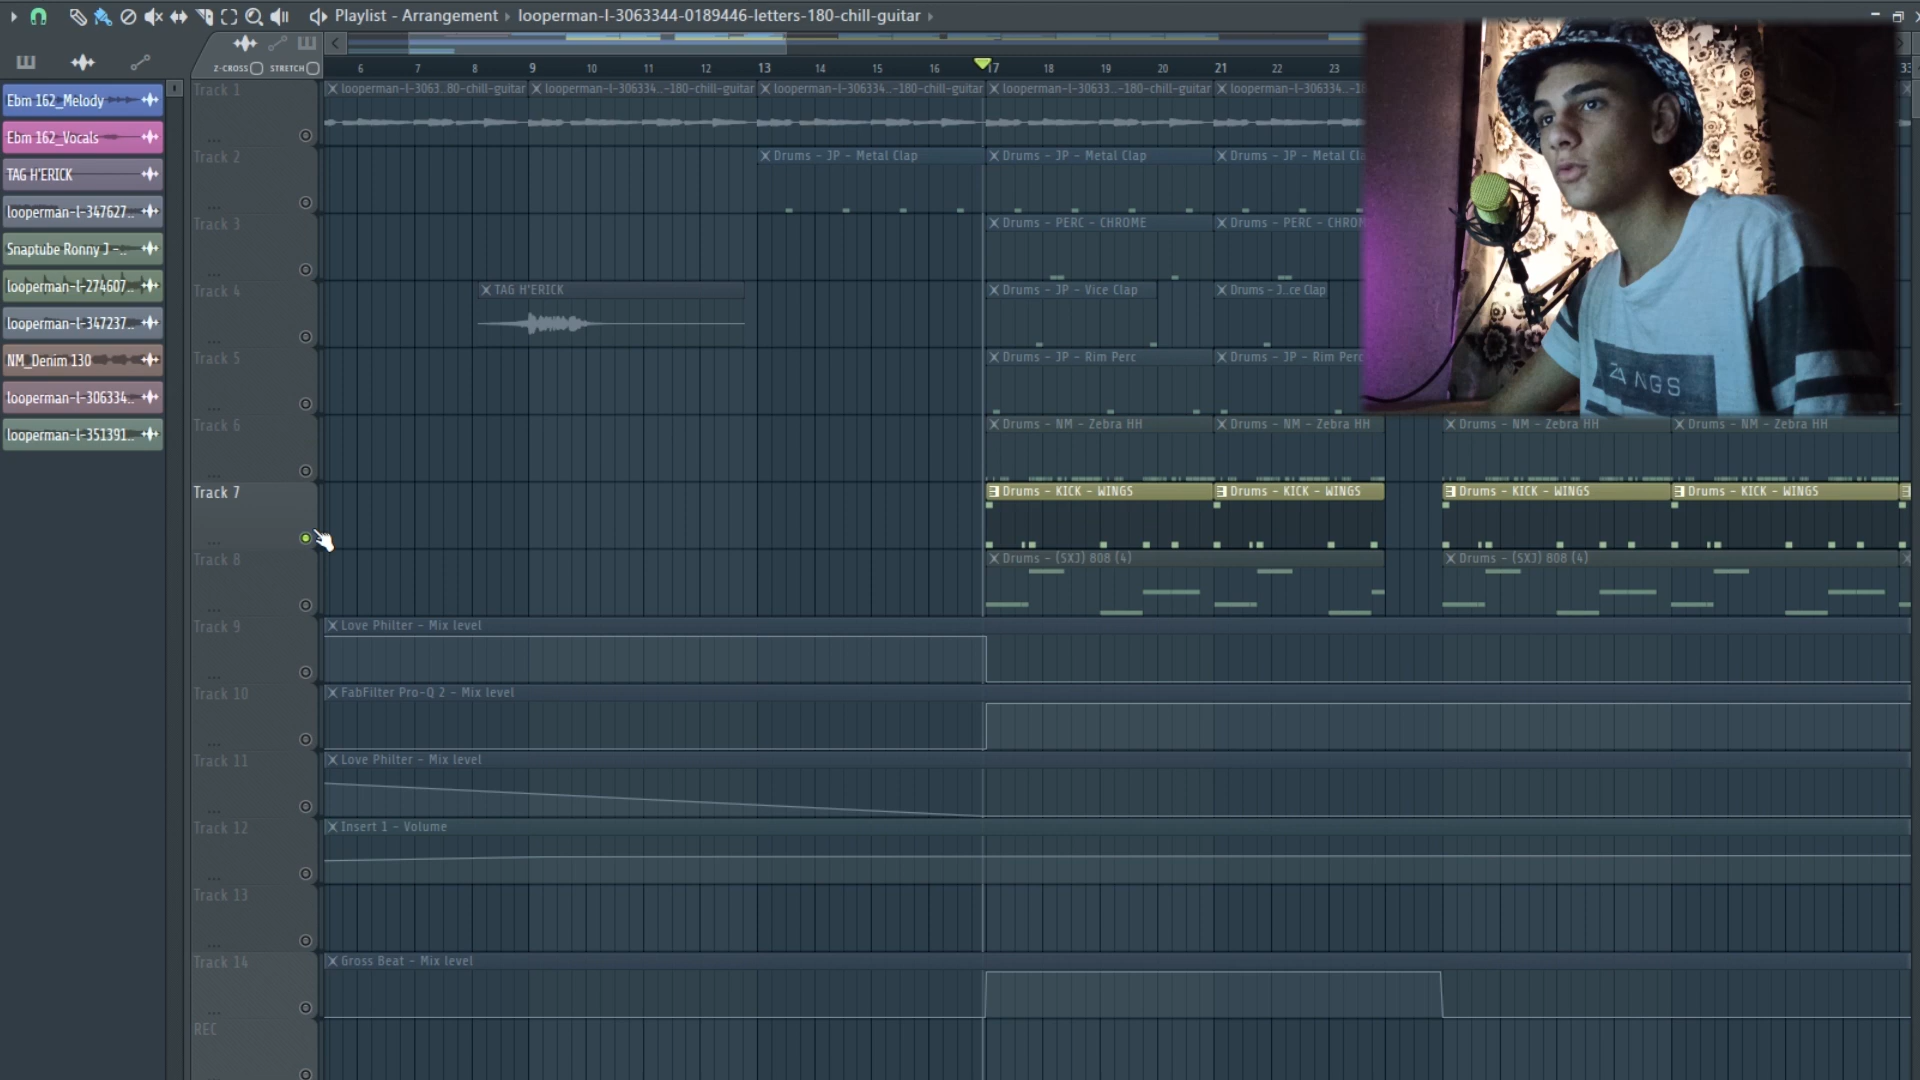 Playlist - Arrangement › looperman-l-3063344-0189446-letters-180-chill-guitar ›
Z-CROSS STRETCH
6 7 8 9 10 11 12 13 14 15 16 17 18 19 20 21 22 23 33
Ebm 162_Melody
Ebm 162_Vocals
TAG H'ERICK
looperman-l-347627..
Snaptube Ronny J -..
looperman-l-274607..
looperman-l-347237..
NM_Denim 130
looperman-l-306334..
looperman-l-351391..
Track 1
looperman-l-3063..80-chill-guitar looperman-l-306334..-180-chill-guitar looperman-l-306334..-180-chill-guitar looperman-l-30633..-180-chill-guitar looperman-l-306334..-18
Track 2
Drums - JP - Metal Clap Drums - JP - Metal Clap Drums - JP - Metal Cla
Track 3
Drums - PERC - CHROME Drums - PERC - CHROM
Track 4
TAG H'ERICK Drums - JP - Vice Clap Drums - J..ce Clap
Track 5
Drums - JP - Rim Perc Drums - JP - Rim Perc
Track 6
Drums - NM - Zebra HH Drums - NM - Zebra HH Drums - NM - Zebra HH Drums - NM - Zebra HH
Track 7
Drums - KICK - WINGS Drums - KICK - WINGS Drums - KICK - WINGS Drums - KICK - WINGS
Track 8
Drums - (SXJ) 808 (4) Drums - (SXJ) 808 (4)
Track 9
Love Philter - Mix level
Track 10
FabFilter Pro-Q 2 - Mix level
Track 11
Love Philter - Mix level
Track 12
Insert 1 - Volume
Track 13
Track 14
Gross Beat - Mix level
REC